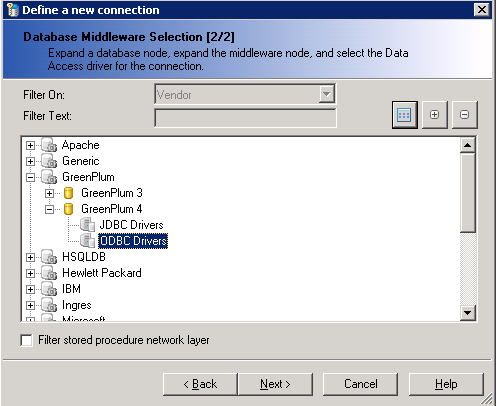 Define a new connection
Database Middleware Selection [2/2]
Expand a database node, expand the middleware node, and select the Data
Access driver for the connection.
Filter On:
Vendor
Filter Text:
Apache
Generic
GreenPlum
GreenPlum 3
GreenPlum 4
JDBC Drivers
ODBC Drivers
HSQLDB
Hewlett Packard
IBM
Ingres
Microsoft
Filter stored procedure network layer
< Back
Next >
Cancel
Help